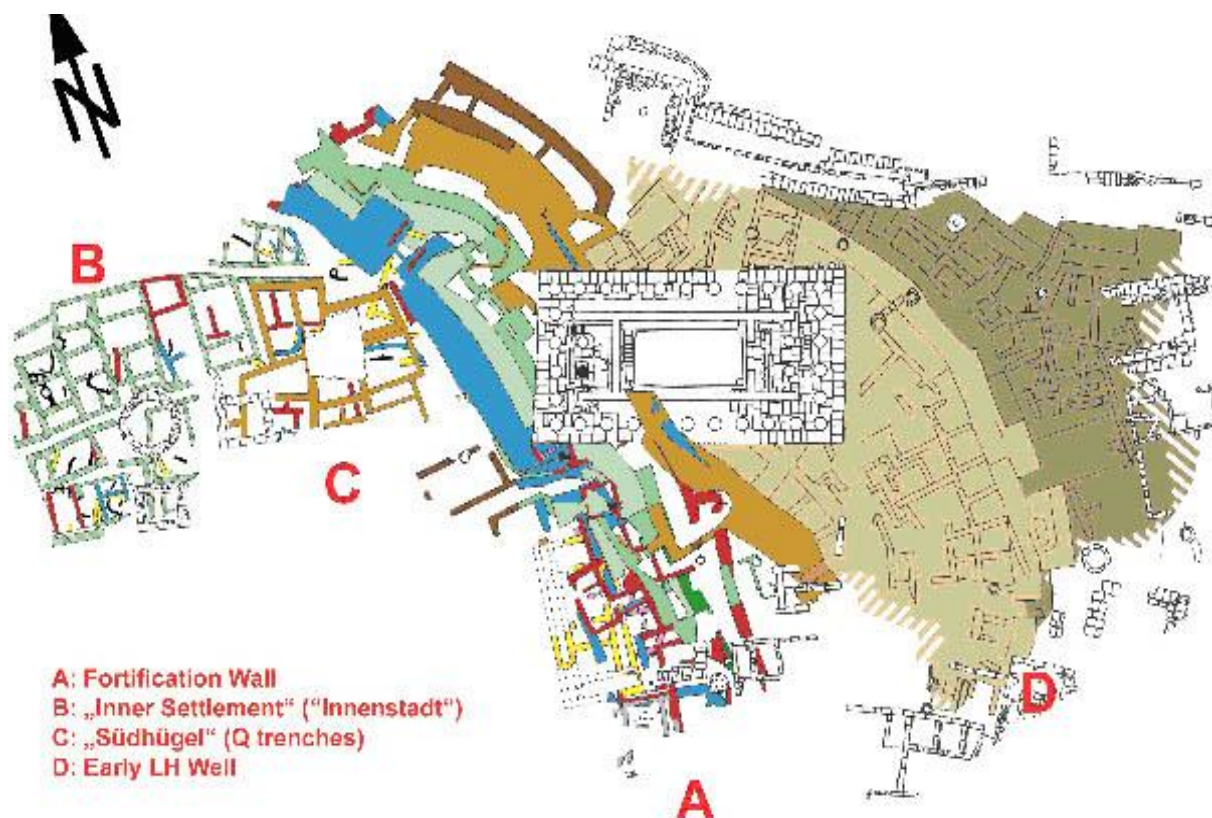 N
B
C
D
A
A: Fortification Wall
B: „Inner Settlement“ (“Innenstadt“)
C: „Südhügel“ (Q trenches)
D: Early LH Well